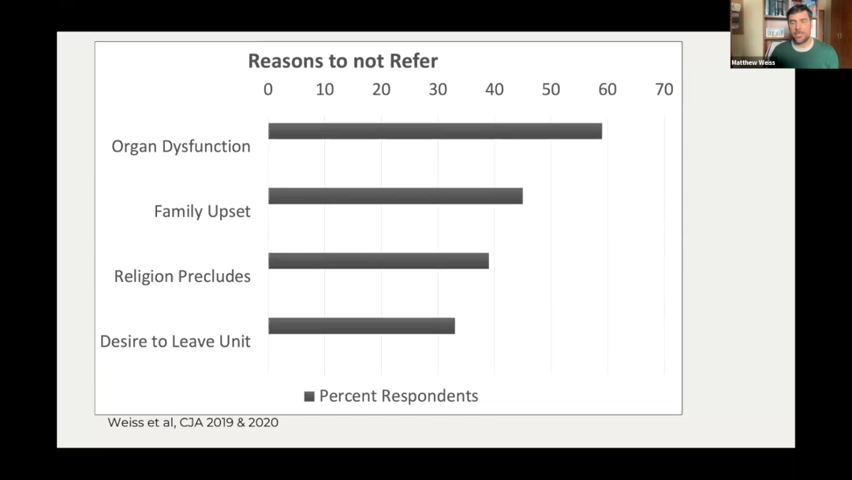 Matthew Weiss
Reasons to not Refer
0 10 20 30 40 50 60 70
Organ Dysfunction
Family Upset
Religion Precludes
Desire to Leave Unit
Percent Respondents
Weiss et al, CJA 2019 & 2020